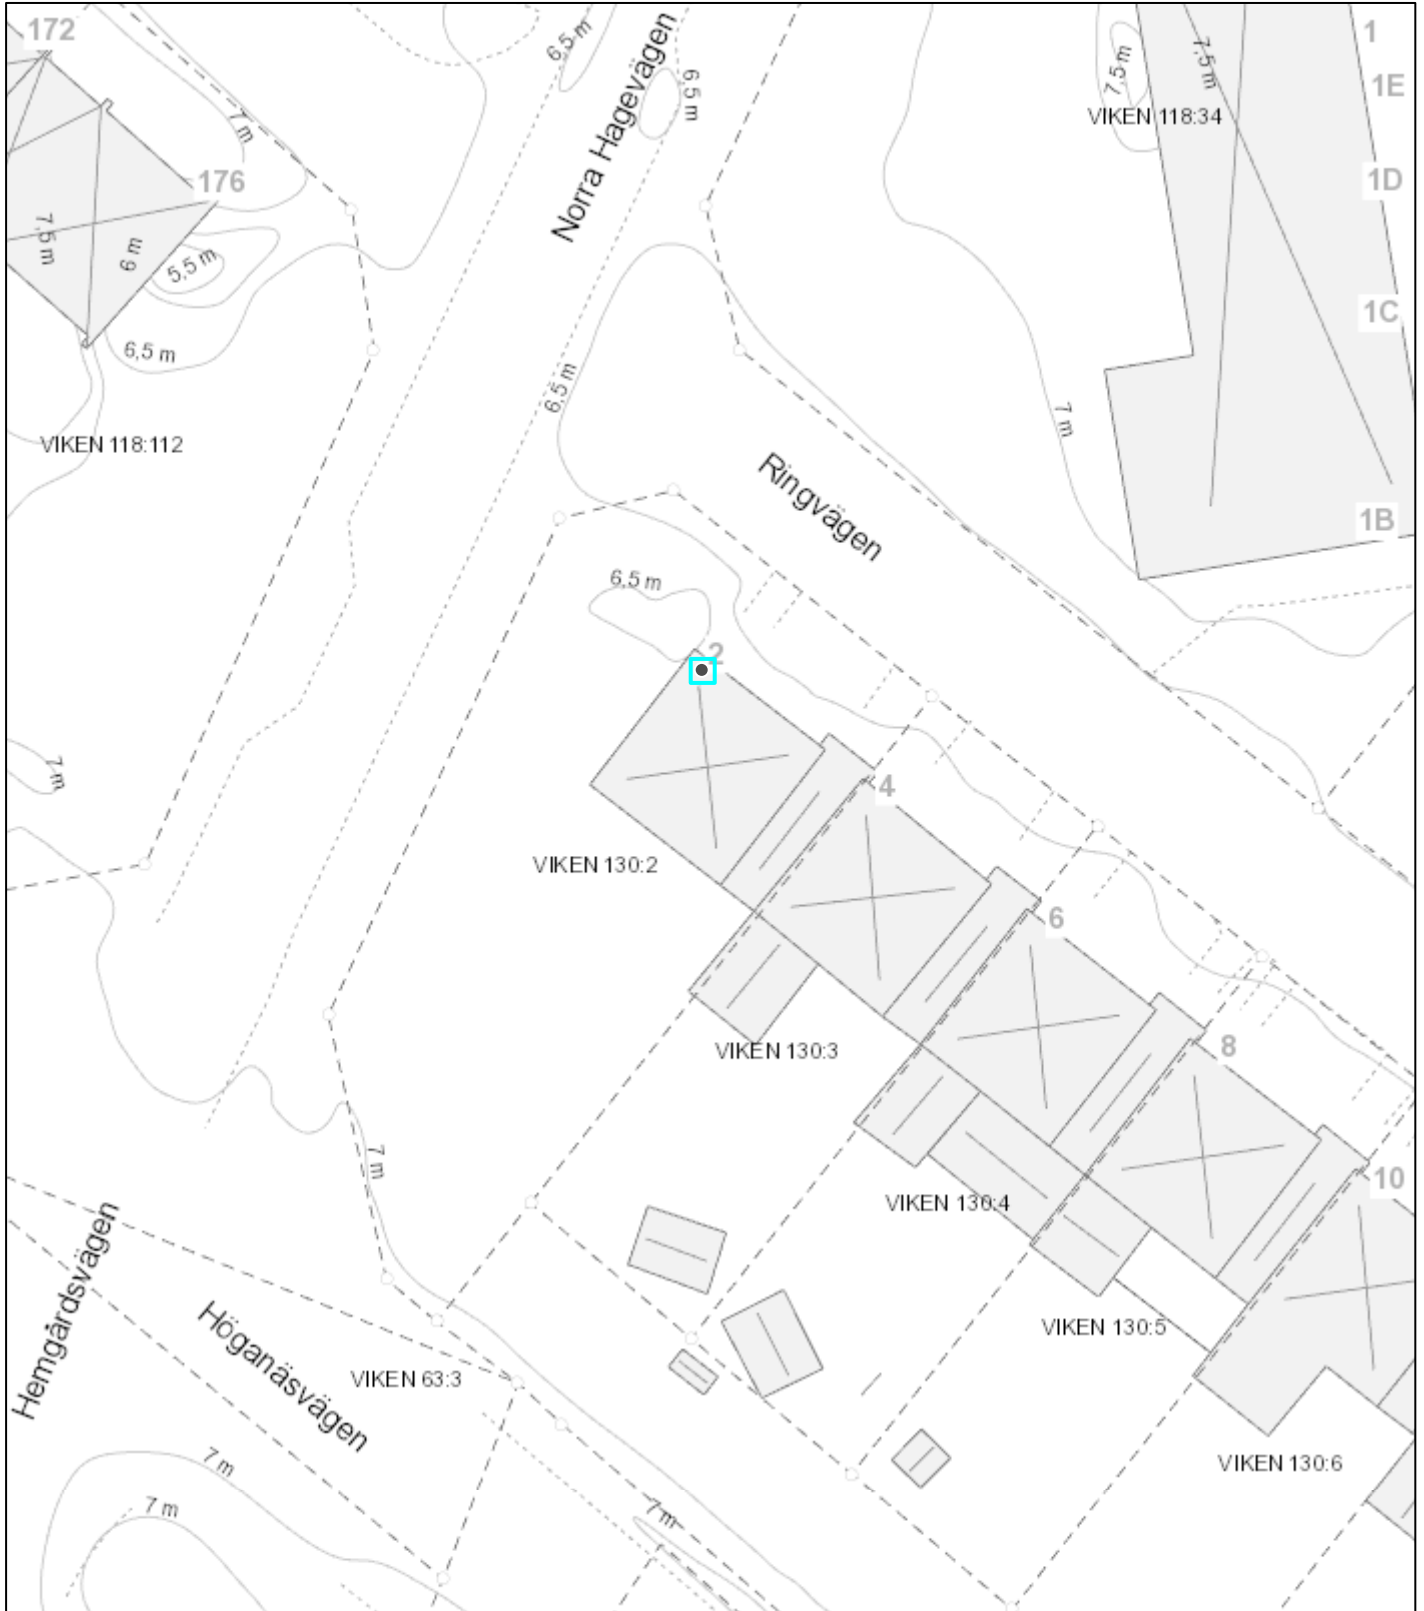 172
6,5 m
Norra Hagevägen
6,5 m
7,5 m
7,5 m
1
1E
VIKEN 118:34
7 m
176
1D
7,5 m
6 m
5,5 m
1C
6,5 m
6,5 m
7 m
VIKEN 118:112
Ringvägen
1B
6,5 m
2
7 m
4
VIKEN 130:2
6
VIKEN 130:3
8
7 m
10
VIKEN 130:4
Hemgårdsvägen
Höganäsvägen
VIKEN 130:5
VIKEN 63:3
7 m
VIKEN 130:6
7 m
7 m